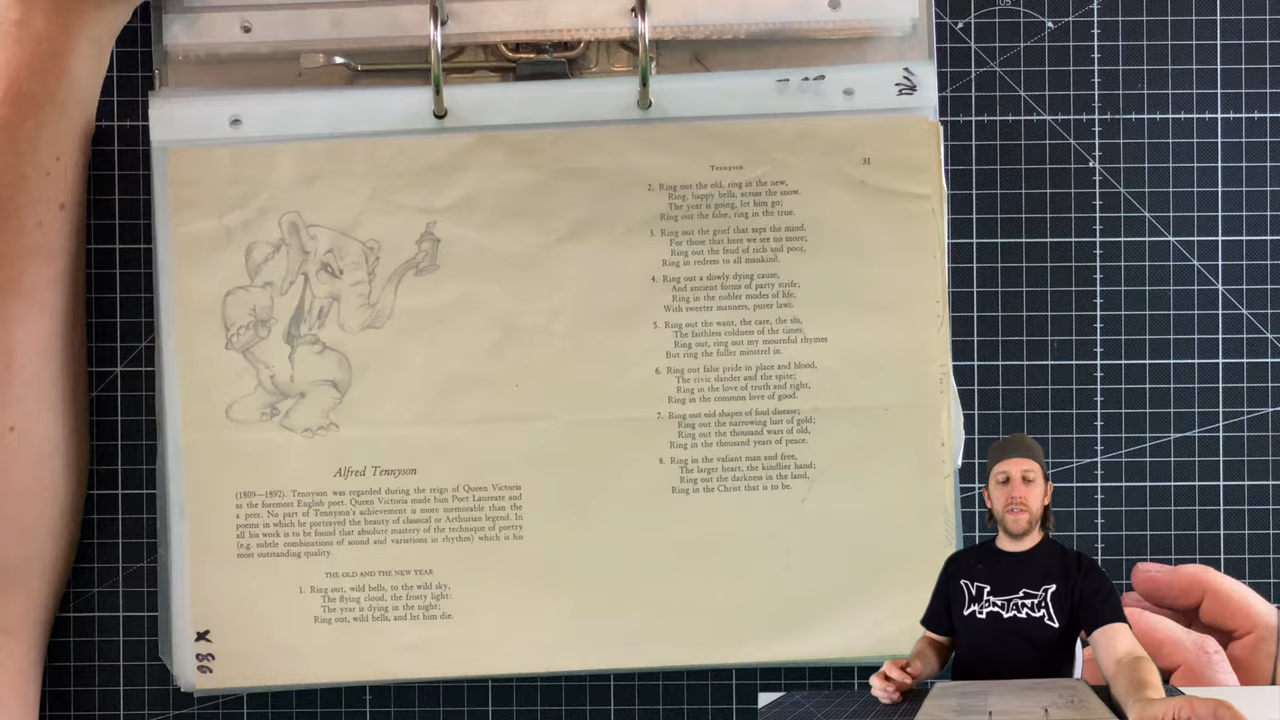 105°
Tennyson
31
2. Ring out the old, ring in the new,
Ring, happy bells, across the snow.
The year is going, let him go;
Ring out the false, ring in the true.
3. Ring out the grief that saps the mind,
For those that here we see no more;
Ring out the feud of rich and poor,
Ring in redress to all mankind.
4. Ring out a slowly dying cause,
And ancient forms of party strife;
Ring in the nobler modes of life,
With sweeter manners, purer laws.
5. Ring out the want, the care, the sin,
The faithless coldness of the times;
Ring out, ring out my mournful rhymes
But ring the fuller minstrel in.
6. Ring out false pride in place and blood,
The civic slander and the spite;
Ring in the love of truth and right,
Ring in the common love of good.
7. Ring out old shapes of foul disease;
Ring out the narrowing lust of gold;
Ring out the thousand wars of old,
Ring in the thousand years of peace.
8. Ring in the valiant man and free,
The larger heart, the kindlier hand;
Ring out the darkness in the land,
Ring in the Christ that is to be.
Alfred Tennyson
(1809—1892). Tennyson was regarded during the reign of Queen Victoria
as the foremost English poet. Queen Victoria made him Poet Laureate and
a peer. No part of Tennyson's achievement is more memorable than the
poems in which he portrayed the beauty of classical or Arthurian legend. In
all his work is to be found that absolute mastery of the technique of poetry
(e.g. subtle combinations of sound and variations in rhythm) which is his
most outstanding quality.
THE OLD AND THE NEW YEAR
1. Ring out, wild bells, to the wild sky,
The flying cloud, the frosty light:
The year is dying in the night;
Ring out, wild bells, and let him die.
MONTANA